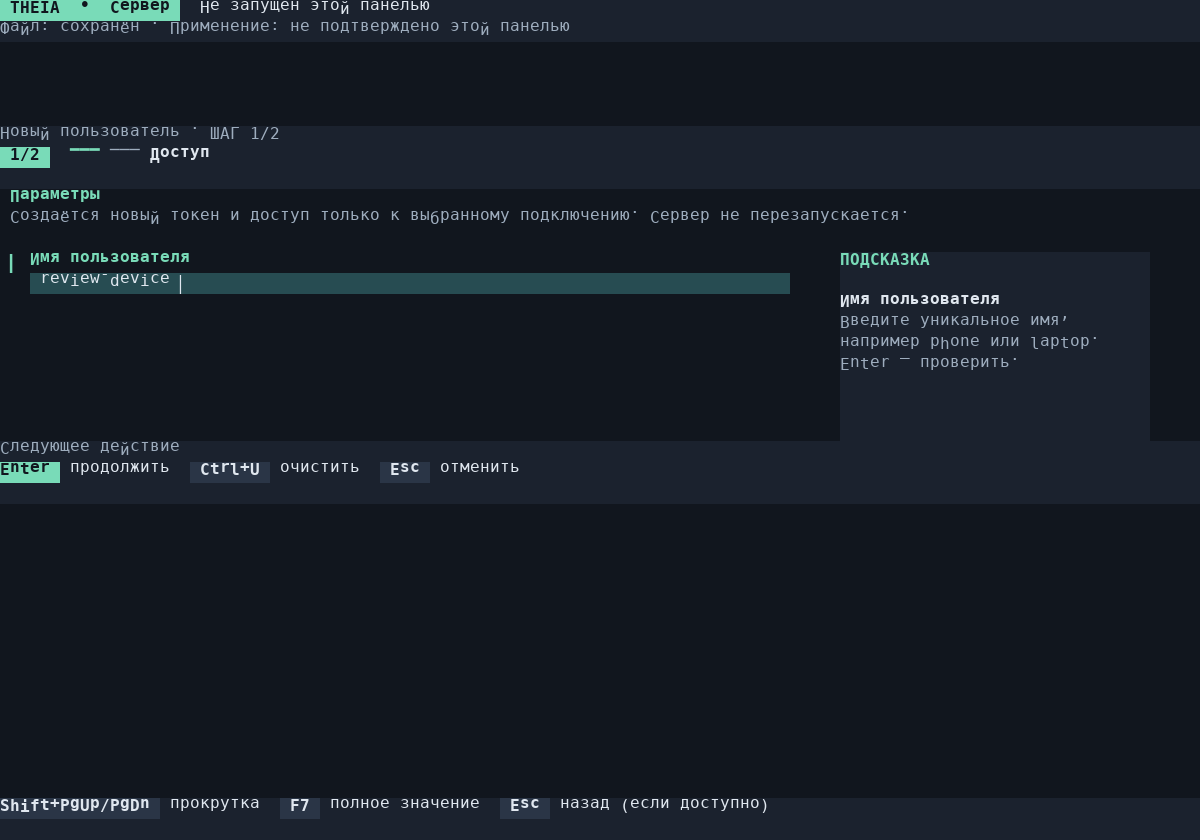 THEIA • Сервер Не запущен этой панелью
Файл: сохранён · Применение: не подтверждено этой панелью
Новый пользователь · ШАГ 1/2
1/2 ━━━ ─── Доступ
Параметры
Создаётся новый токен и доступ только к выбранному подключению. Сервер не перезапускается.
Имя пользователя
review-device
ПОДСКАЗКА
Имя пользователя
Введите уникальное имя,
например phone или laptop.
Enter — проверить.
Следующее действие
Enter продолжить Ctrl+U очистить Esc отменить
Shift+PgUp/PgDn прокрутка F7 полное значение Esc назад (если доступно)